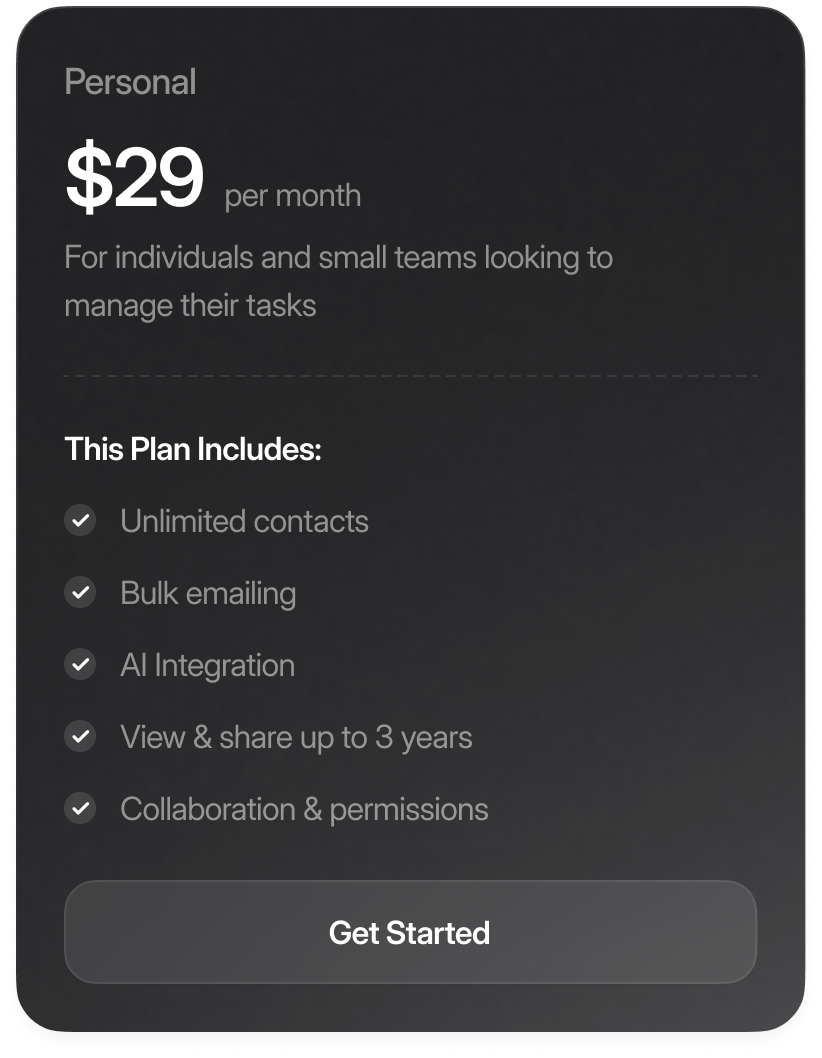 Personal
$29 per month
For individuals and small teams looking to
manage their tasks
This Plan Includes:
Unlimited contacts
Bulk emailing
AI Integration
View & share up to 3 years
Collaboration & permissions
Get Started